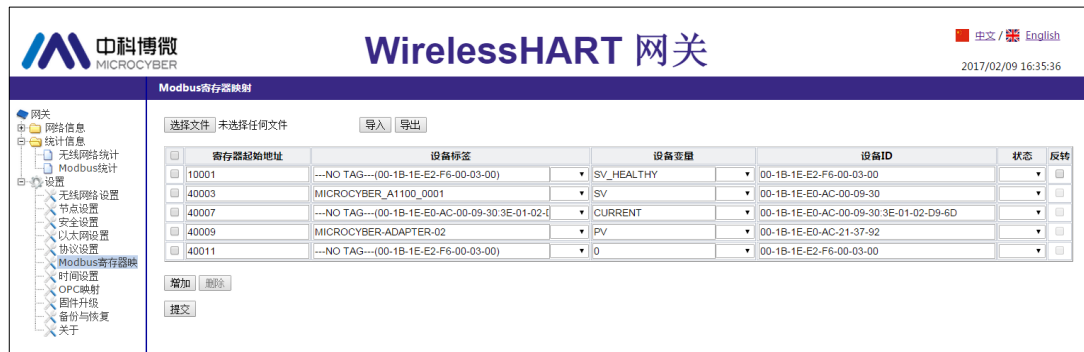 中科博微
MICROCYBER
WirelessHART 网关
中文 / English
2017/02/09 16:35:36
Modbus寄存器映射
网关
网络信息
统计信息
无线网络统计
Modbus统计
设置
无线网络设置
节点设置
安全设置
以太网设置
协议设置
Modbus寄存器映
时间设置
OPC映射
固件升级
备份与恢复
关于
选择文件 未选择任何文件 导入 导出
寄存器起始地址 设备标签 设备变量 设备ID 状态 反转
10001 ---NO TAG---(00-1B-1E-E2-F6-00-03-00) SV_HEALTHY 00-1B-1E-E2-F6-00-03-00
40003 MICROCYBER_A1100_0001 SV 00-1B-1E-E0-AC-00-09-30
40007 ---NO TAG---(00-1B-1E-E0-AC-00-09-30:3E-01-02-D CURRENT 00-1B-1E-E0-AC-00-09-30:3E-01-02-D9-6D
40009 MICROCYBER-ADAPTER-02 PV 00-1B-1E-E0-AC-21-37-92
40011 ---NO TAG---(00-1B-1E-E2-F6-00-03-00) 0 00-1B-1E-E2-F6-00-03-00
增加 删除
提交